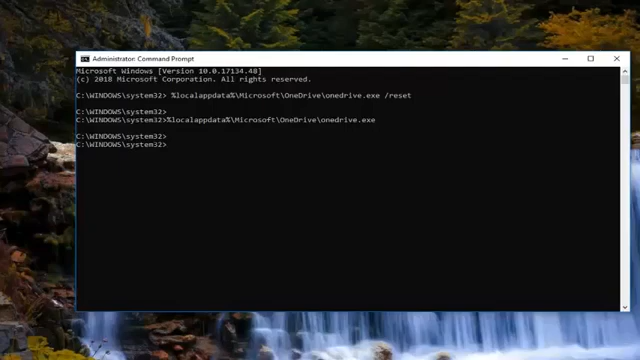 Administrator: Command Prompt
Microsoft Windows [Version 10.0.17134.48]
(c) 2018 Microsoft Corporation. All rights reserved.
C:\WINDOWS\system32> %localappdata%\Microsoft\OneDrive\onedrive.exe /reset
C:\WINDOWS\system32>
C:\WINDOWS\system32>%localappdata%\Microsoft\OneDrive\onedrive.exe
C:\WINDOWS\system32>
C:\WINDOWS\system32>